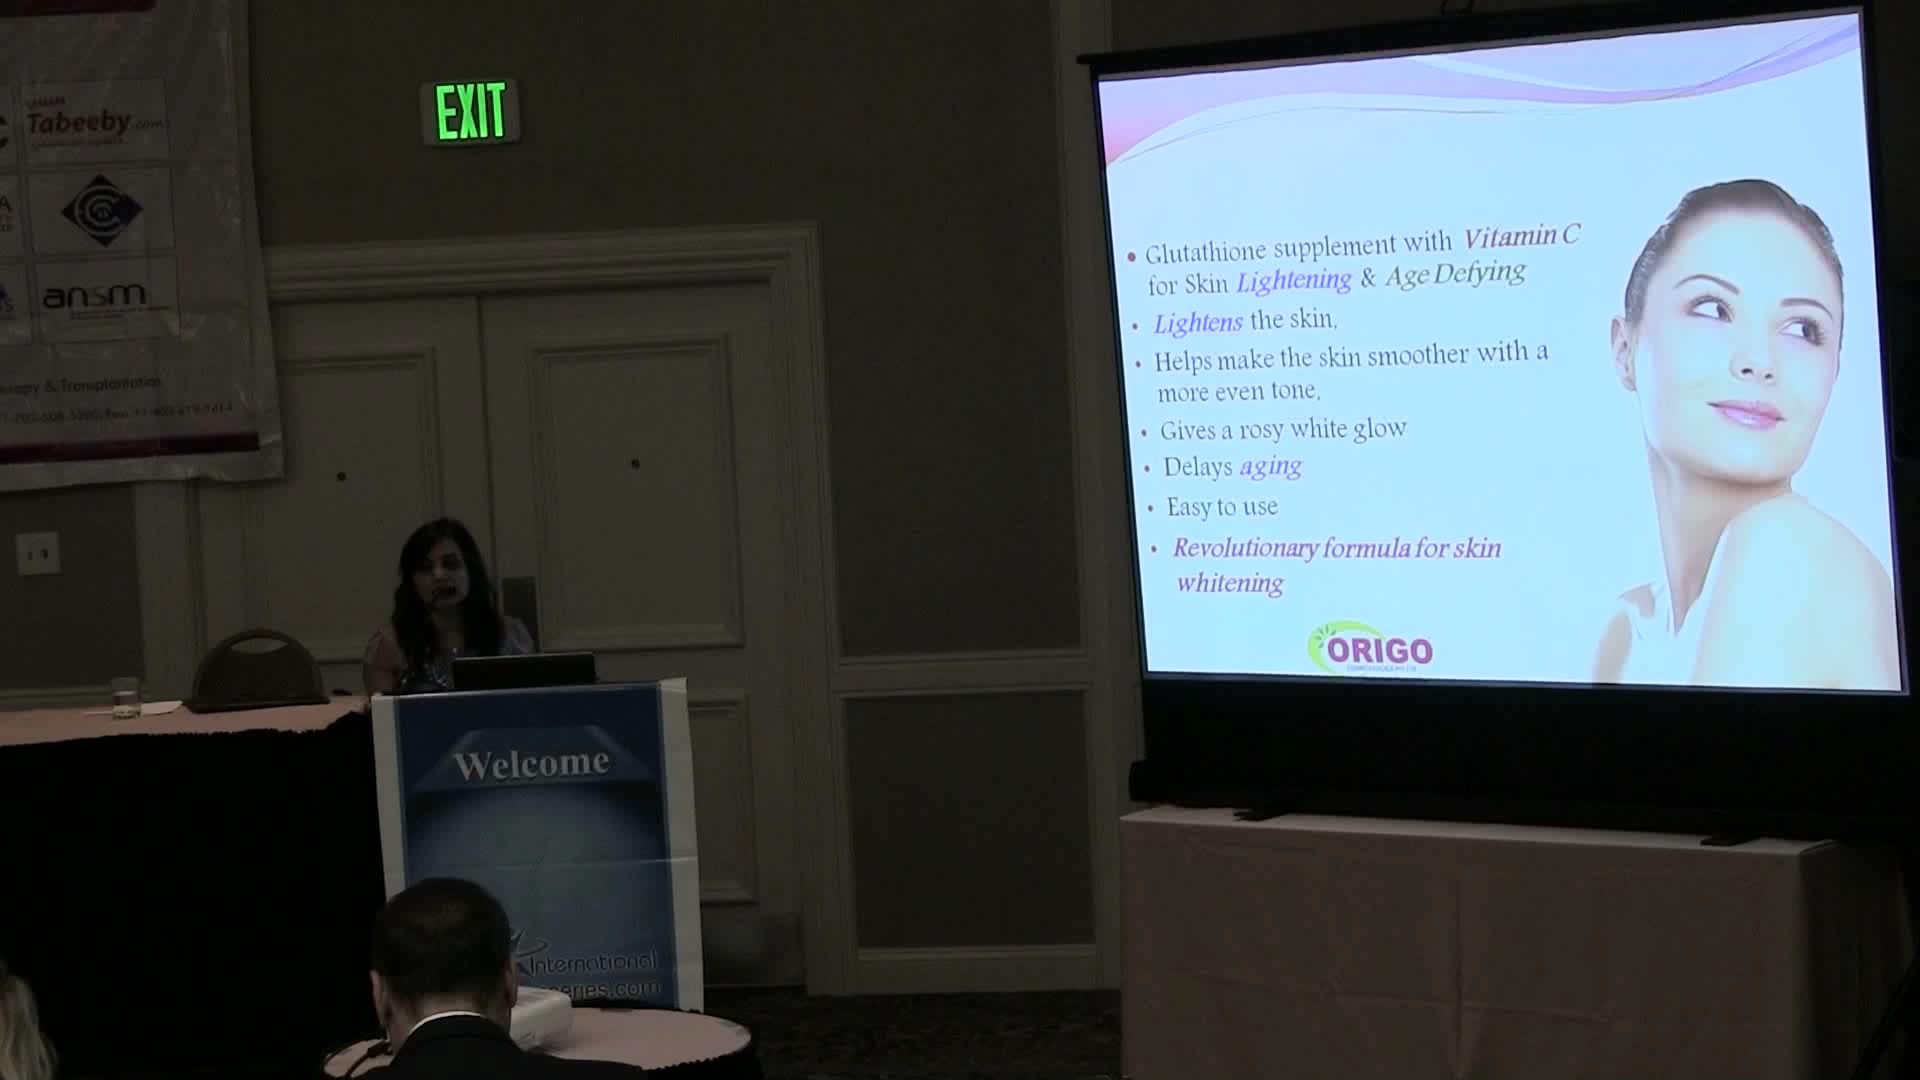 Tabeeby.com
ansm
& Transplantation
EXIT
• Glutathione supplement with Vitamin C
for Skin Lightening & Age Defying
• Lightens the skin,
• Helps make the skin smoother with a
more even tone,
• Gives a rosy white glow
• Delays aging
• Easy to use
• Revolutionary formula for skin
whitening
ORIGO
Welcome
International